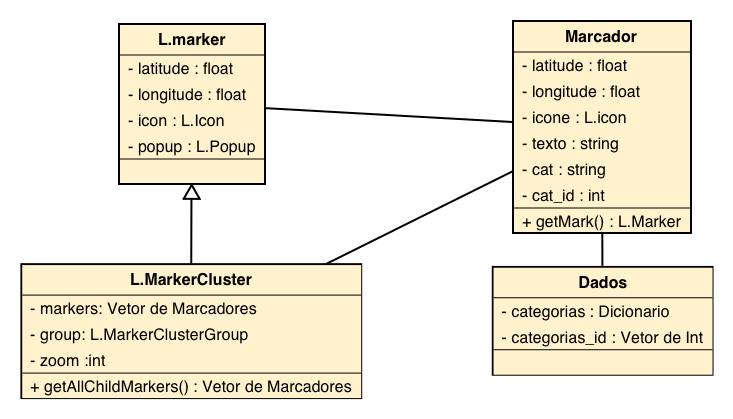 L.marker
- latitude : float
- longitude : float
- icon : L.Icon
- popup : L.Popup
Marcador
- latitude : float
- longitude : float
- icone : L.icon
- texto : string
- cat : string
- cat_id : int
+ getMark() : L.Marker
L.MarkerCluster
- markers: Vetor de Marcadores
- group: L.MarkerClusterGroup
- zoom :int
+ getAllChildMarkers() : Vetor de Marcadores
Dados
- categorias : Dicionario
- categorias_id : Vetor de Int